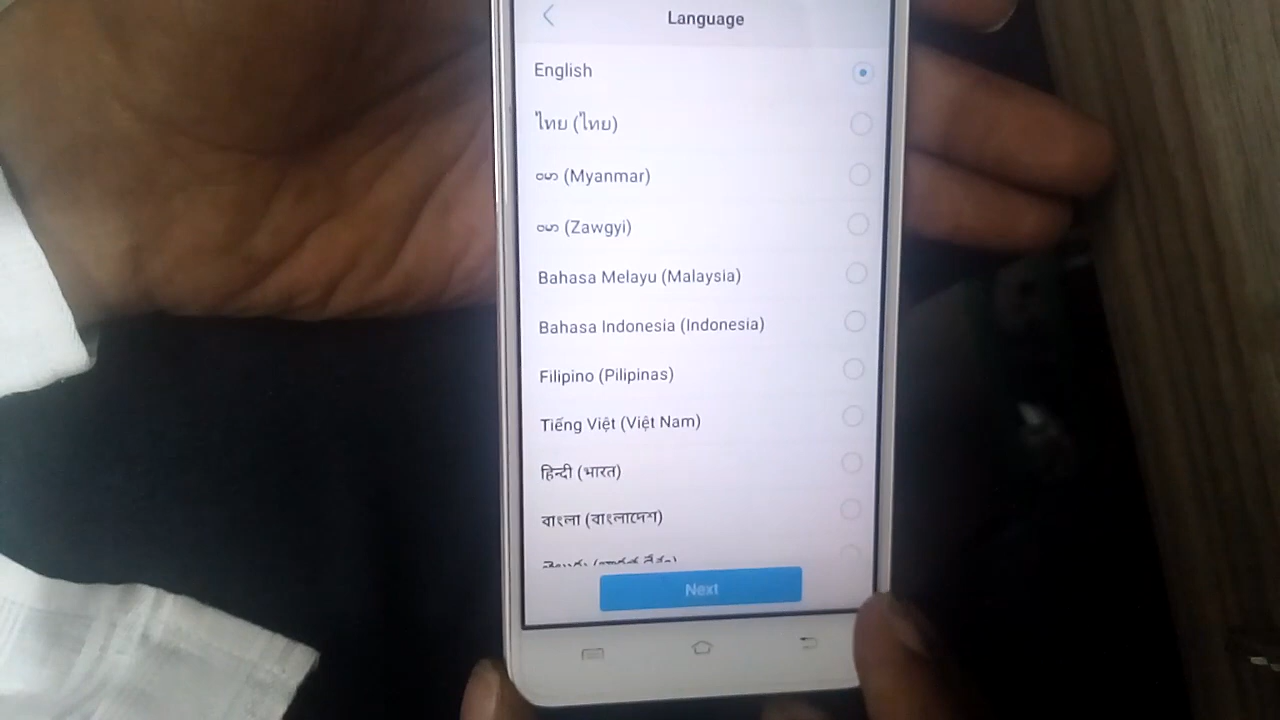 Language
English
ไทย (ไทย)
ဗမာ (Myanmar)
ဗမာ (Zawgyi)
Bahasa Melayu (Malaysia)
Bahasa Indonesia (Indonesia)
Filipino (Pilipinas)
Tiếng Việt (Việt Nam)
हिन्दी (भारत)
বাংলা (বাংলাদেশ)
Next